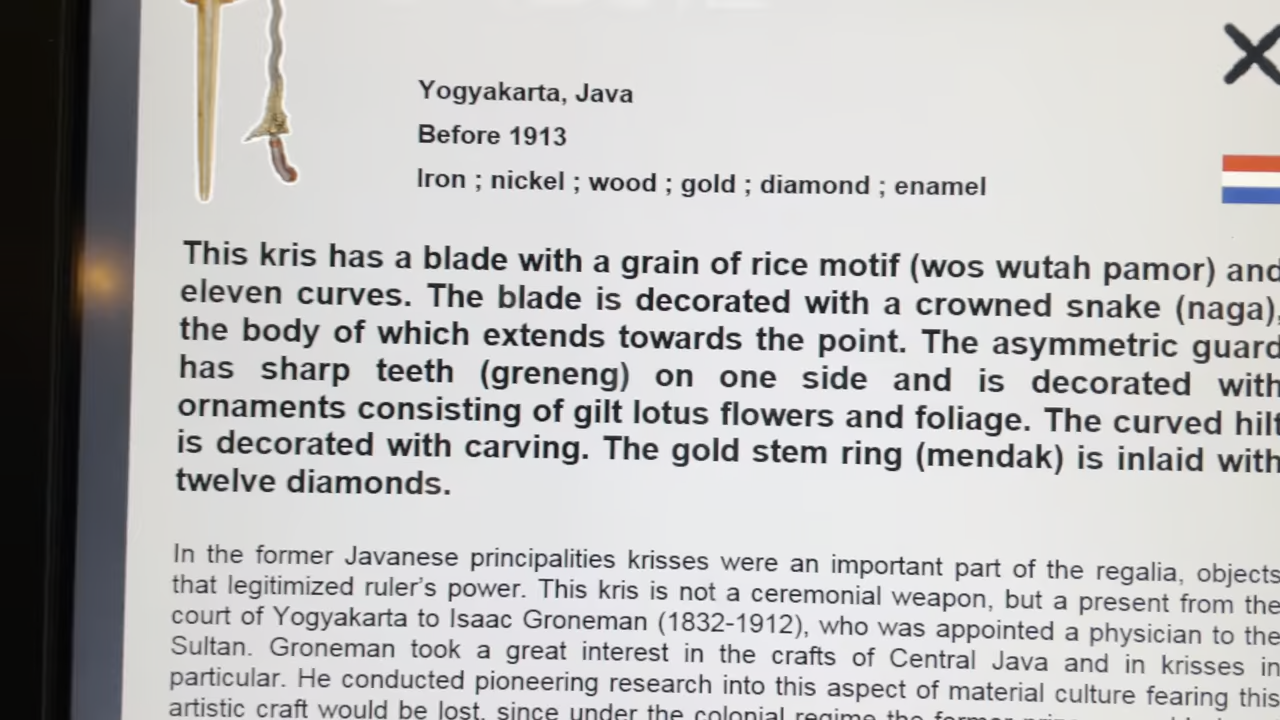 Yogyakarta, Java
Before 1913
Iron ; nickel ; wood ; gold ; diamond ; enamel
This kris has a blade with a grain of rice motif (wos wutah pamor) and
eleven curves. The blade is decorated with a crowned snake (naga),
the body of which extends towards the point. The asymmetric guard
has sharp teeth (greneng) on one side and is decorated with
ornaments consisting of gilt lotus flowers and foliage. The curved hilt
is decorated with carving. The gold stem ring (mendak) is inlaid with
twelve diamonds.
In the former Javanese principalities krisses were an important part of the regalia, objects
that legitimized ruler's power. This kris is not a ceremonial weapon, but a present from the
court of Yogyakarta to Isaac Groneman (1832-1912), who was appointed a physician to the
Sultan. Groneman took a great interest in the crafts of Central Java and in krisses in
particular. He conducted pioneering research into this aspect of material culture fearing this
artistic craft would be lost, since under the colonial regime the former